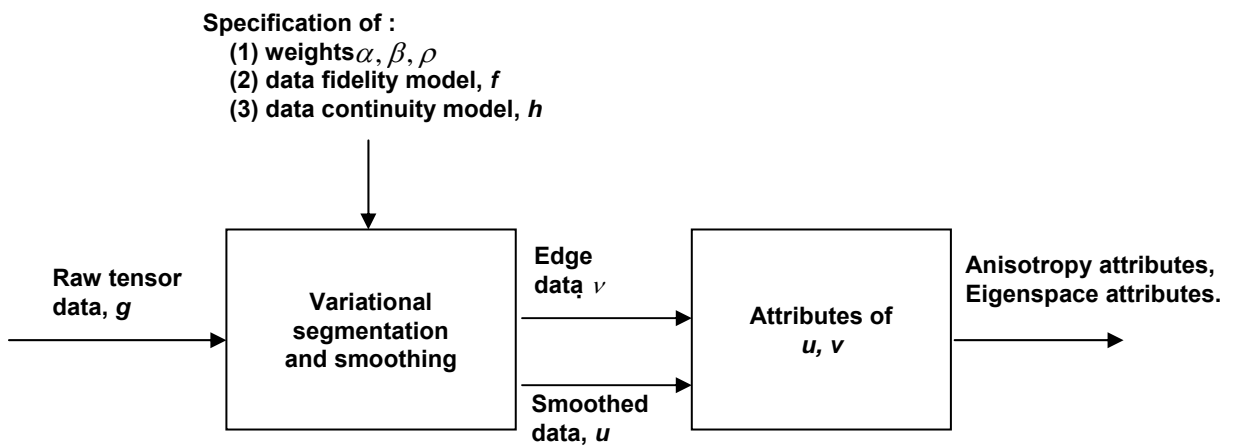 Specification of :
(1) weights α, β, ρ
(2) data fidelity model, f
(3) data continuity model, h
Raw tensor
data, g
Variational
segmentation
and smoothing
Edge
data, ν
Smoothed
data, u
Attributes of
u, v
Anisotropy attributes,
Eigenspace attributes.